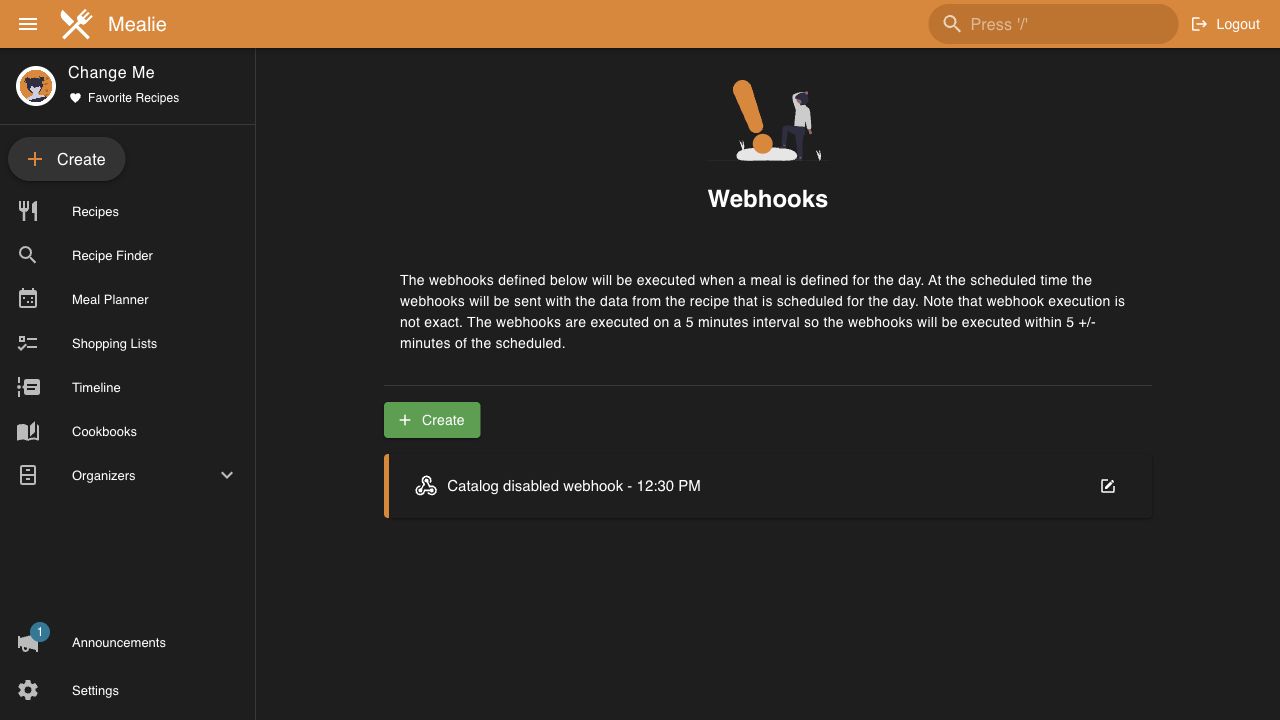 Mealie
Press '/'
Logout
Change Me
Favorite Recipes
Create
Recipes
Recipe Finder
Meal Planner
Shopping Lists
Timeline
Cookbooks
Organizers
1
Announcements
Settings
Webhooks
The webhooks defined below will be executed when a meal is defined for the day. At the scheduled time the
webhooks will be sent with the data from the recipe that is scheduled for the day. Note that webhook execution is
not exact. The webhooks are executed on a 5 minutes interval so the webhooks will be executed within 5 +/-
minutes of the scheduled.
Create
Catalog disabled webhook - 12:30 PM